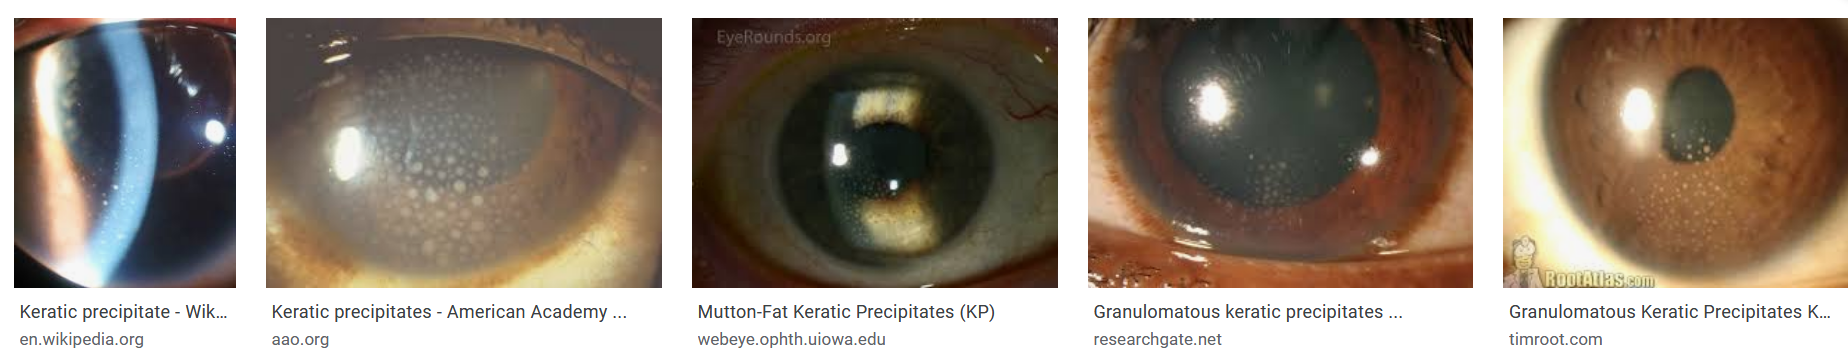 EyeRounds.org
RootAtlas.com
Keratic precipitate - Wik...
en.wikipedia.org
Keratic precipitates - American Academy ...
aao.org
Mutton-Fat Keratic Precipitates (KP)
webeye.ophth.uiowa.edu
Granulomatous keratic precipitates ...
researchgate.net
Granulomatous Keratic Precipitates K...
timroot.com